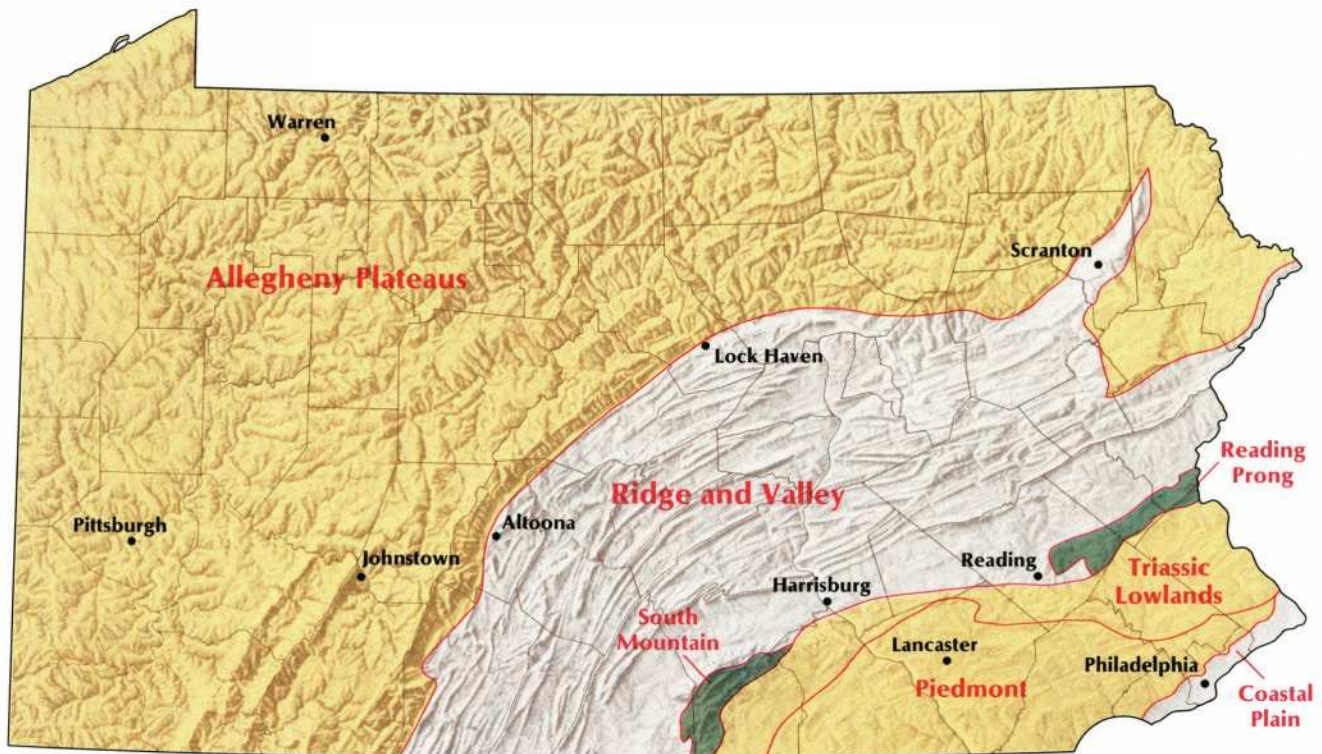 Warren
Scranton
Allegheny Plateaus
Lock Haven
Reading
Prong
Ridge and Valley
Pittsburgh
Altoona
Johnstown
Reading
Triassic
Lowlands
Harrisburg
South
Mountain
Lancaster
Philadelphia
Piedmont
Coastal
Plain